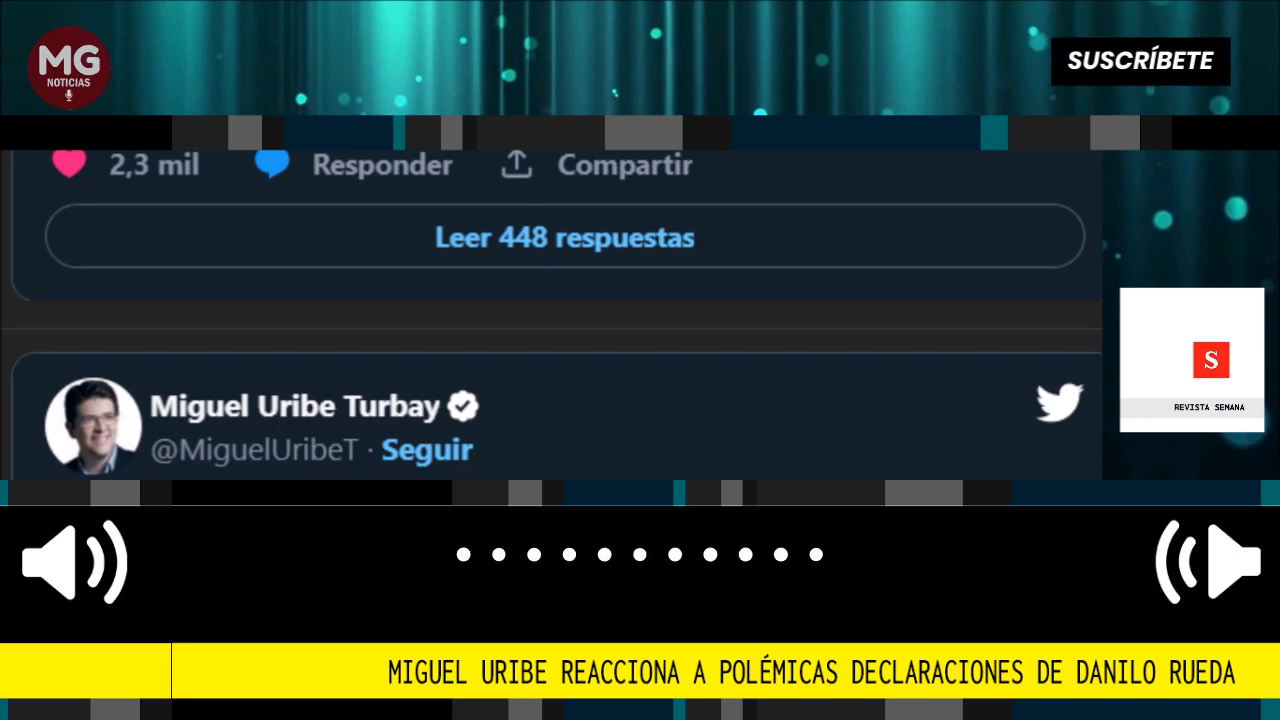 MG
NOTICIAS
SUSCRÍBETE
2,3 mil Responder Compartir
Leer 448 respuestas
Miguel Uribe Turbay
@MiguelUribeT · Seguir
S
REVISTA SEMANA
MIGUEL URIBE REACCIONA A POLÉMICAS DECLARACIONES DE DANILO RUEDA